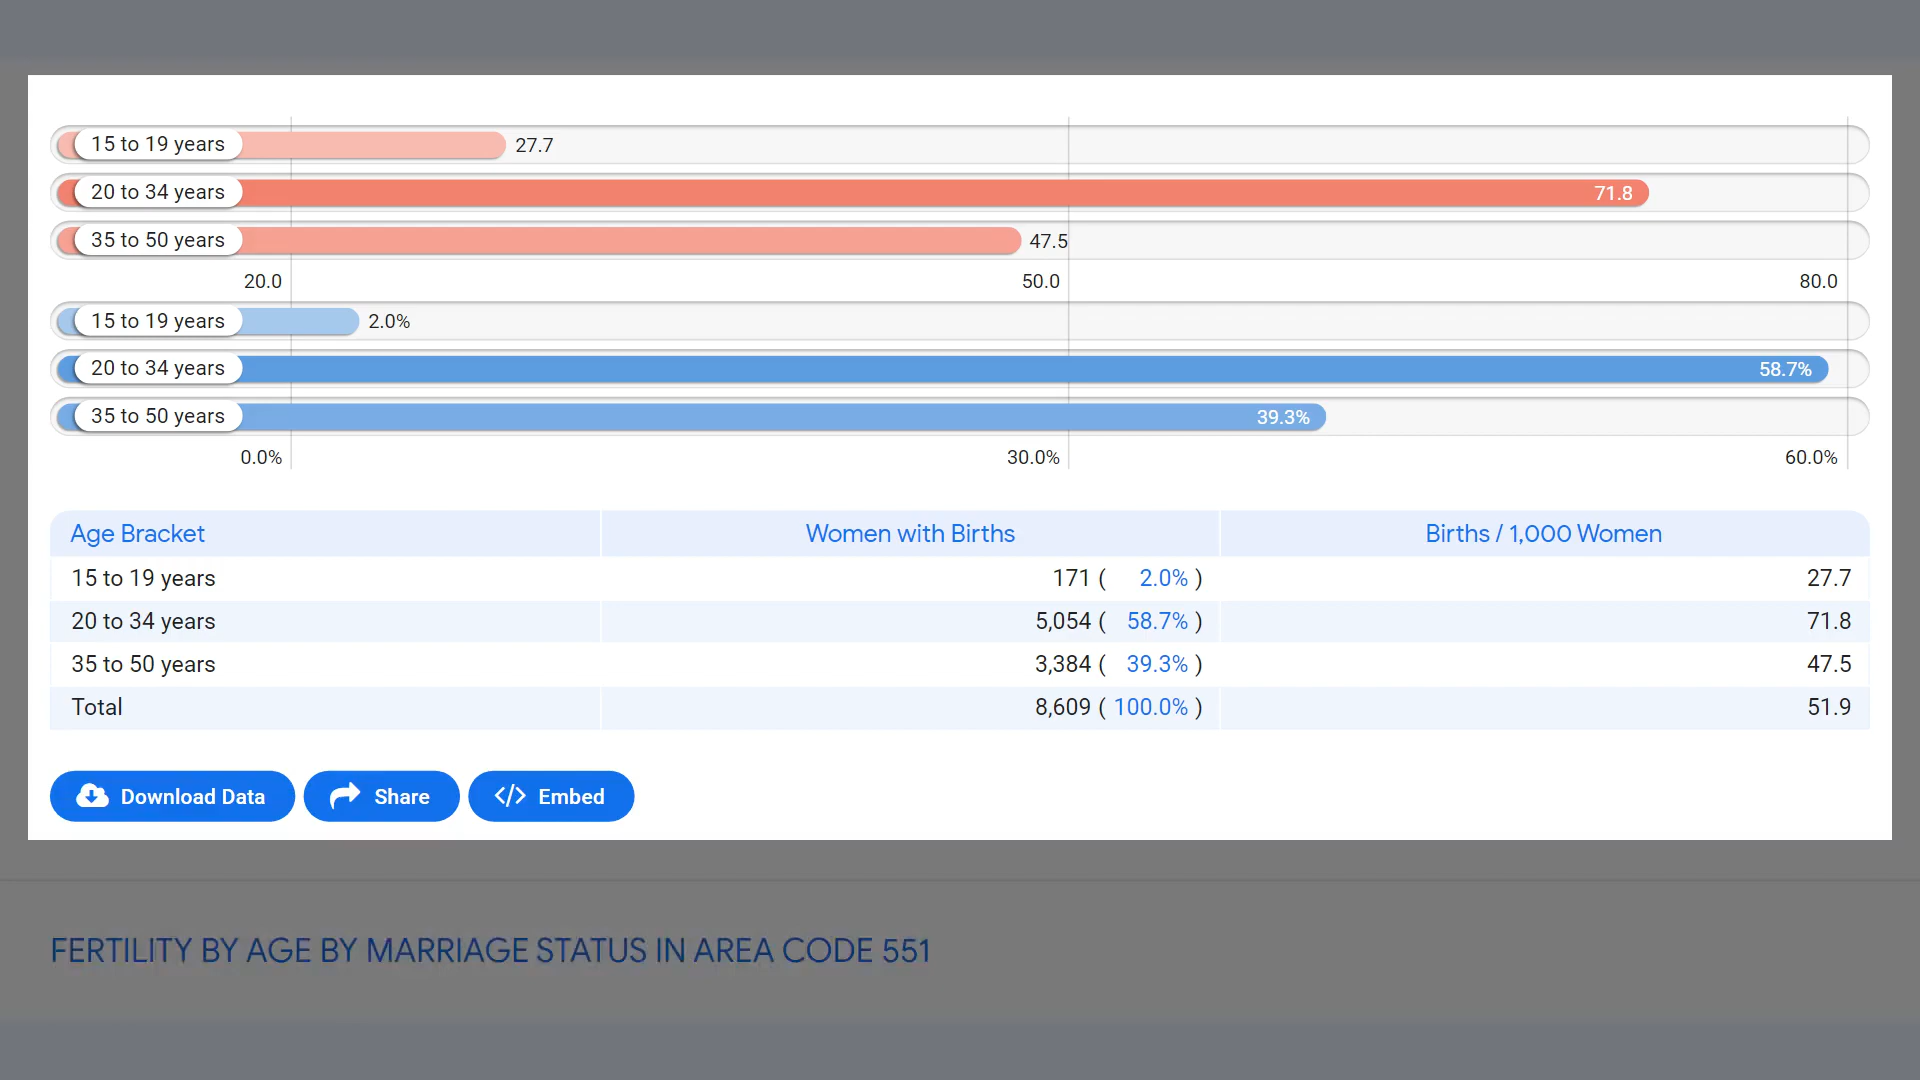 15 to 19 years 27.7
20 to 34 years 71.8
35 to 50 years 47.5
20.0 50.0 80.0
15 to 19 years 2.0%
20 to 34 years 58.7%
35 to 50 years 39.3%
0.0% 30.0% 60.0%
Age Bracket Women with Births Births / 1,000 Women
15 to 19 years 171 ( 2.0% ) 27.7
20 to 34 years 5,054 ( 58.7% ) 71.8
35 to 50 years 3,384 ( 39.3% ) 47.5
Total 8,609 ( 100.0% ) 51.9
Download Data Share </> Embed
FERTILITY BY AGE BY MARRIAGE STATUS IN AREA CODE 551